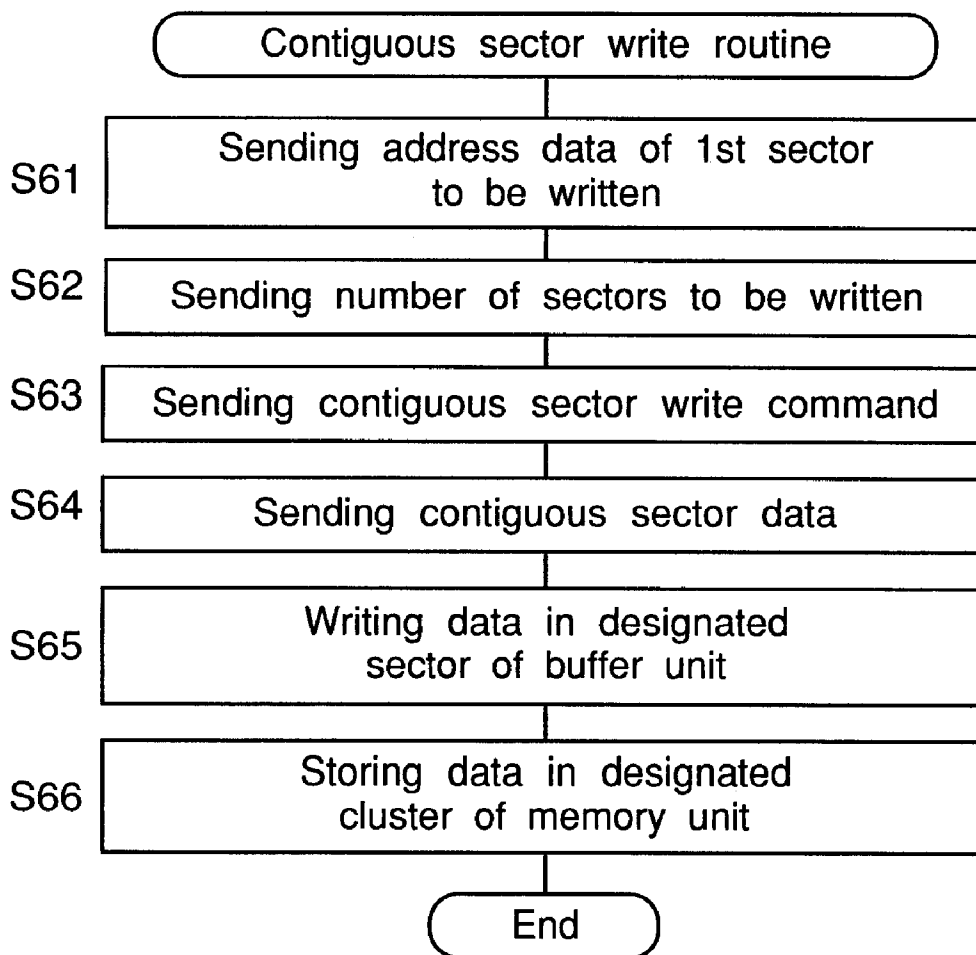 Contiguous sector write routine
S61
Sending address data of 1st sector
to be written
S62
Sending number of sectors to be written
S63
Sending contiguous sector write command
S64
Sending contiguous sector data
S65
Writing data in designated
sector of buffer unit
S66
Storing data in designated
cluster of memory unit
End